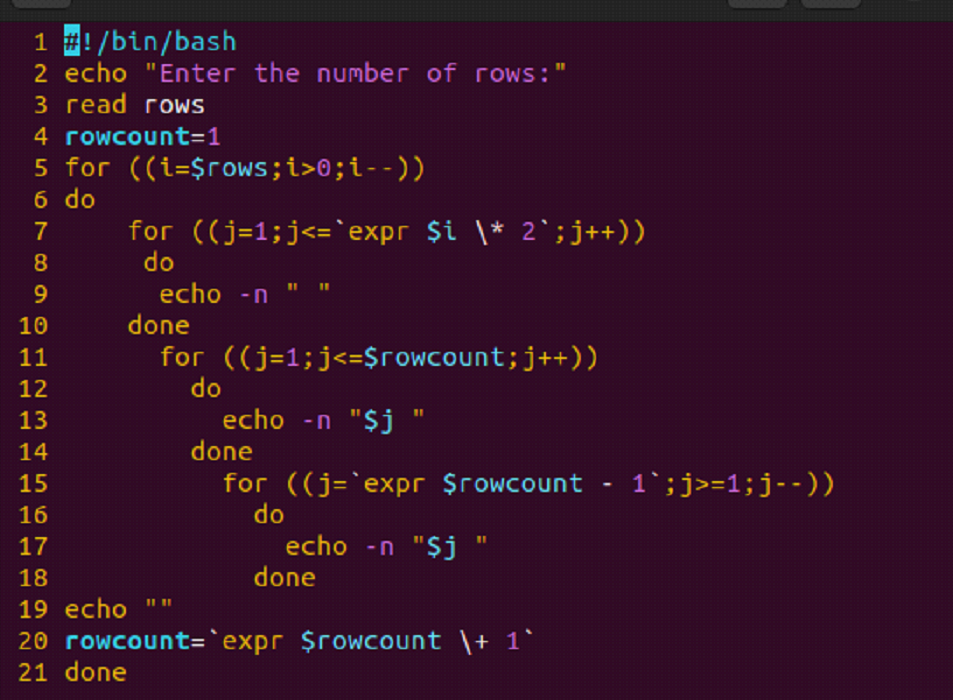 1 #!/bin/bash
2 echo "Enter the number of rows:"
3 read rows
4 rowcount=1
5 for ((i=$rows;i>0;i--))
6 do
7     for ((j=1;j<=`expr $i \* 2`;j++))
8      do
9       echo -n " "
10     done
11       for ((j=1;j<=$rowcount;j++))
12         do
13           echo -n "$j "
14         done
15           for ((j=`expr $rowcount - 1`;j>=1;j--))
16             do
17               echo -n "$j "
18             done
19 echo ""
20 rowcount=`expr $rowcount \+ 1`
21 done